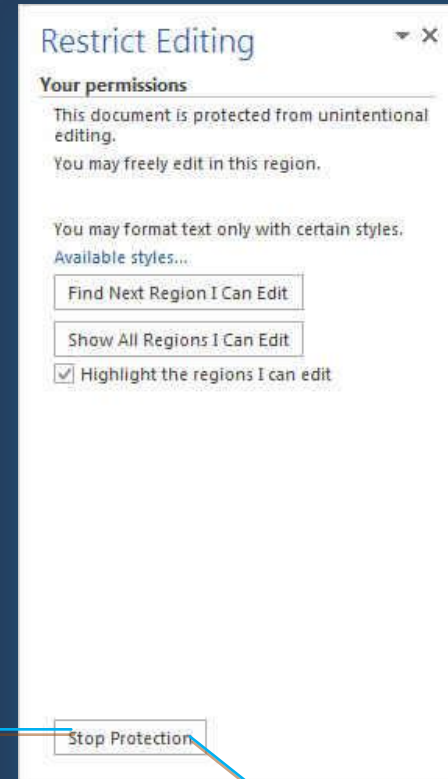 Restrict Editing
Your permissions
This document is protected from unintentional
editing.
You may freely edit in this region.
You may format text only with certain styles.
Available styles...
Find Next Region I Can Edit
Show All Regions I Can Edit
Highlight the regions I can edit
Stop Protection